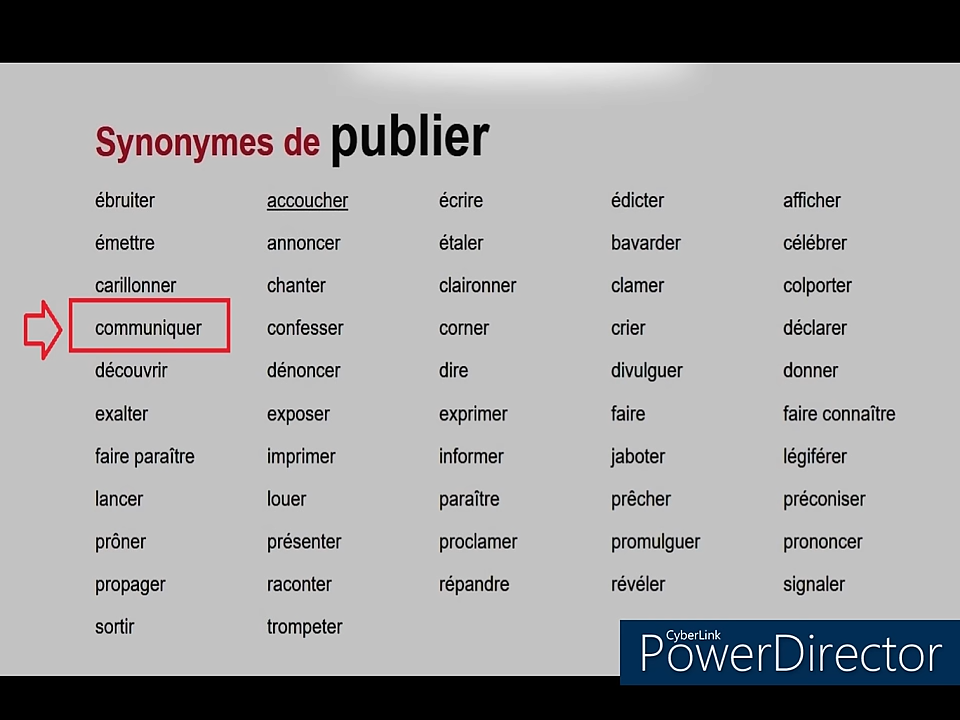 Synonymes de publier
ébruiter accoucher écrire édicter afficher
émettre annoncer étaler bavarder célébrer
carillonner chanter claironner clamer colporter
communiquer confesser corner crier déclarer
découvrir dénoncer dire divulguer donner
exalter exposer exprimer faire faire connaître
faire paraître imprimer informer jaboter légiférer
lancer louer paraître prêcher préconiser
prôner présenter proclamer promulguer prononcer
propager raconter répandre révéler signaler
sortir trompeter
CyberLink
PowerDirector